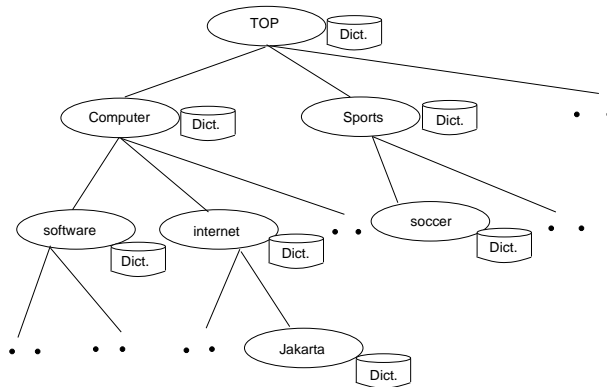 TOP
Dict.
Computer
Dict.
Sports
Dict.
software
Dict.
internet
Dict.
soccer
Dict.
Jakarta
Dict.